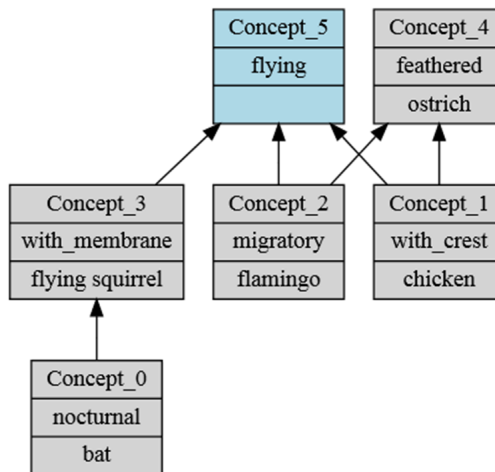 Concept_5
flying
Concept_4
feathered
ostrich
Concept_3
with_membrane
flying squirrel
Concept_2
migratory
flamingo
Concept_1
with_crest
chicken
Concept_0
nocturnal
bat